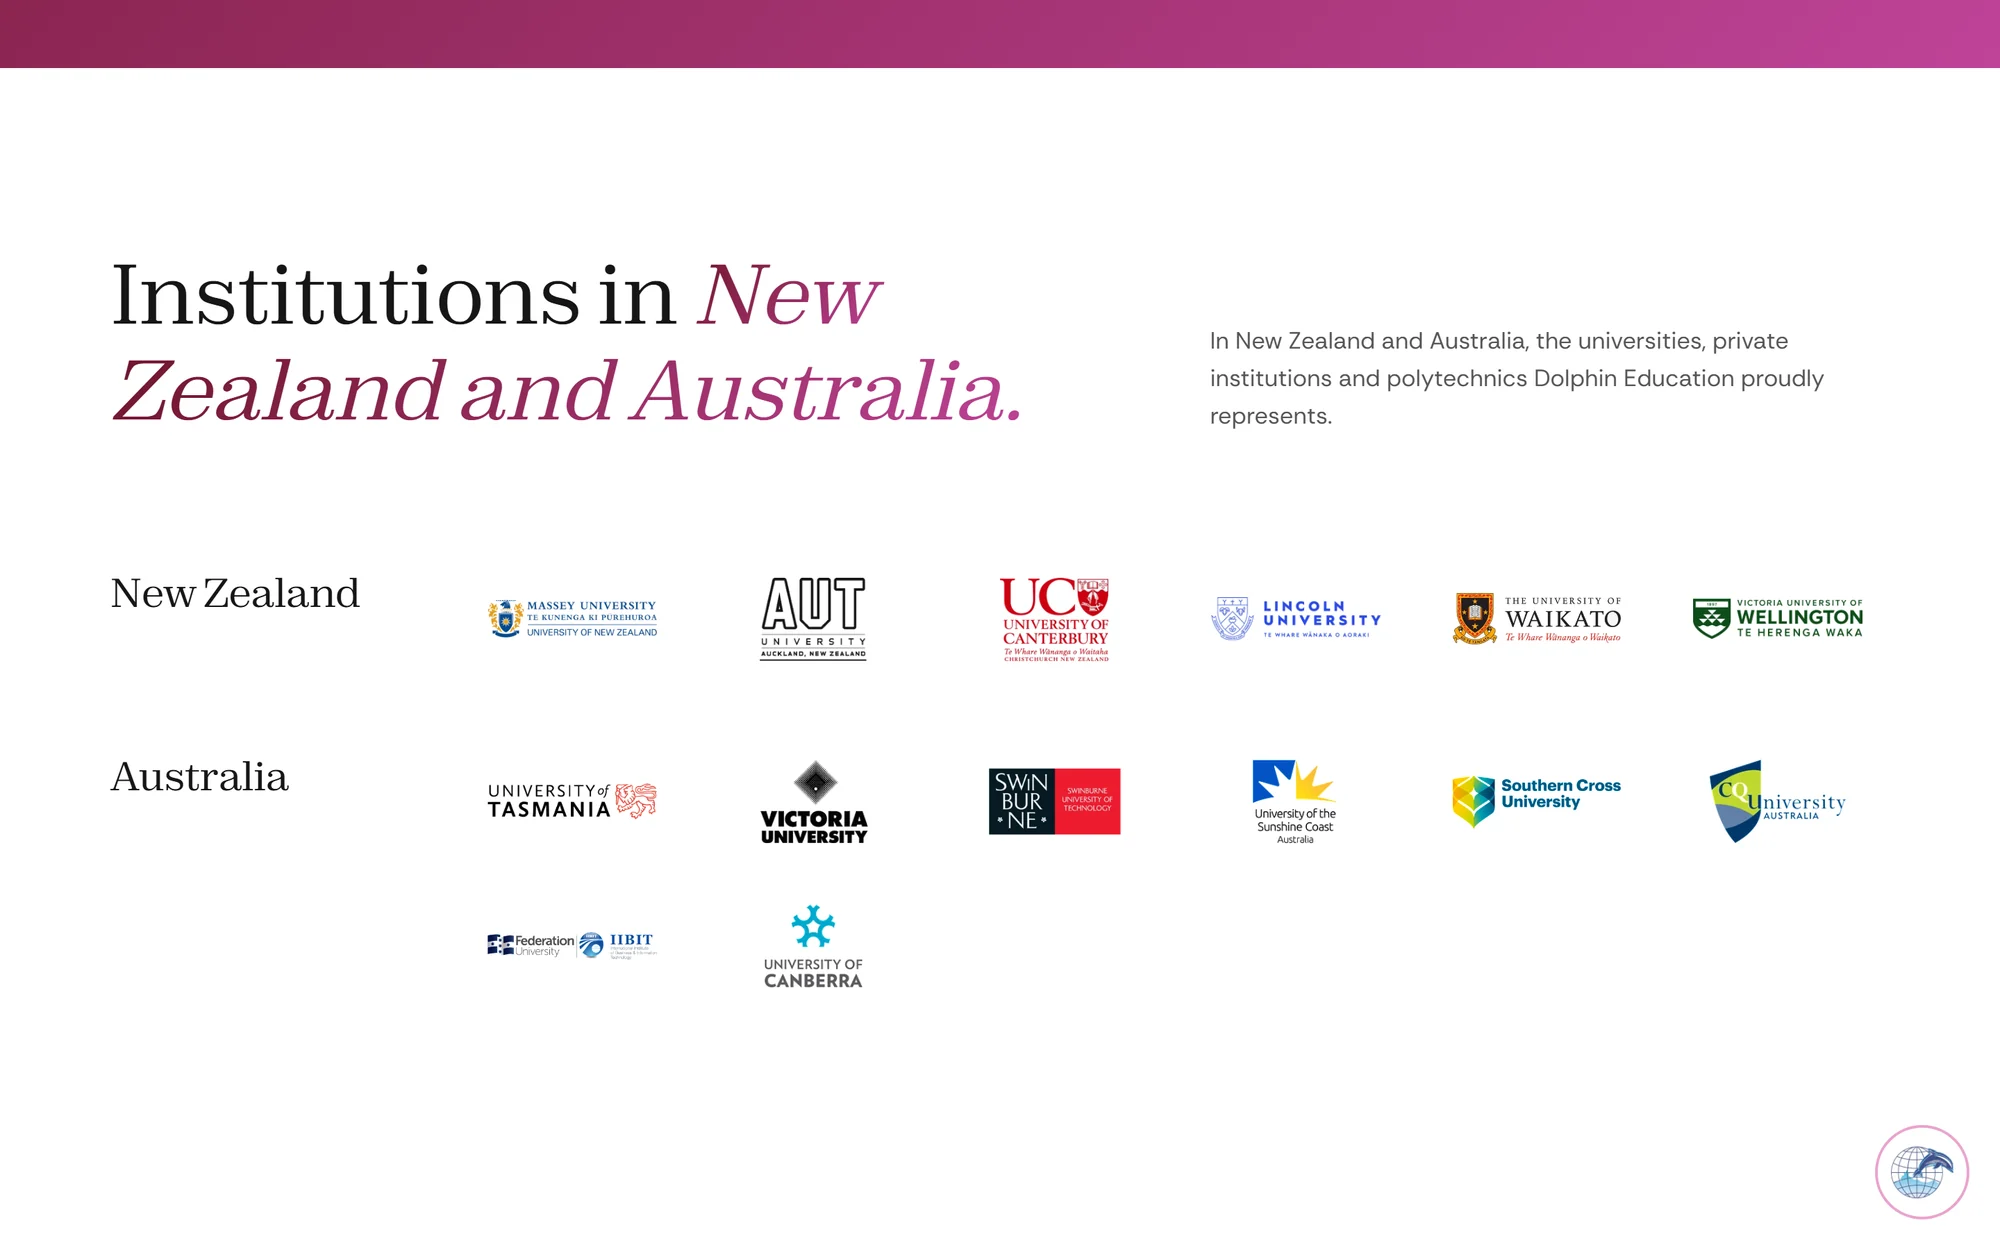 Institutions in New
Zealand and Australia.
In New Zealand and Australia, the universities, private
institutions and polytechnics Dolphin Education proudly
represents.
New Zealand
MASSEY UNIVERSITY
TE KUNENGA KI PUREHUROA
UNIVERSITY OF NEW ZEALAND
AUT
UNIVERSITY
AUCKLAND, NEW ZEALAND
UC
UNIVERSITY OF
CANTERBURY
Te Whare Wānanga o Waitaha
CHRISTCHURCH NEW ZEALAND
LINCOLN
UNIVERSITY
TE WHARE WĀNAKA O AORAKI
THE UNIVERSITY OF
WAIKATO
Te Whare Wānanga o Waikato
1897
VICTORIA UNIVERSITY OF
WELLINGTON
TE HERENGA WAKA
Australia
UNIVERSITY of
TASMANIA
VICTORIA
UNIVERSITY
SWiN
BUR
NE
SWINBURNE
UNIVERSITY OF
TECHNOLOGY
University of the
Sunshine Coast
Australia
Southern Cross
University
CQUniversity
AUSTRALIA
Federation
University
IIBIT
UNIVERSITY OF
CANBERRA